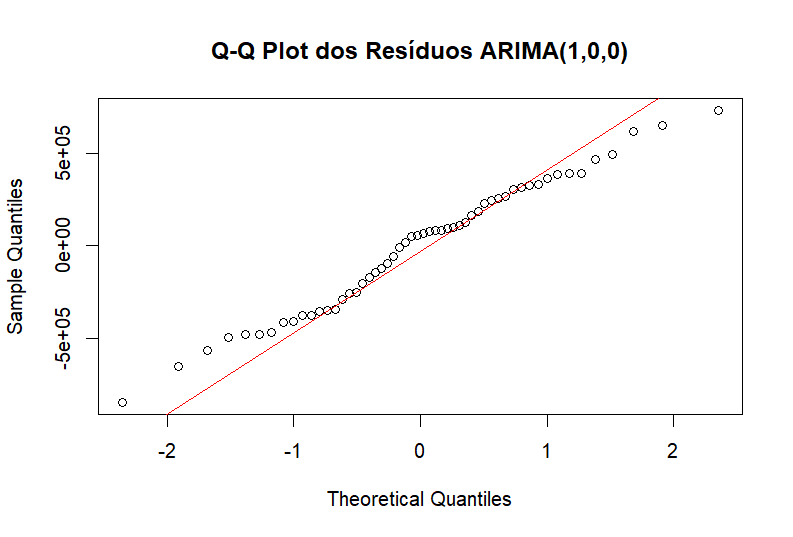 Q-Q Plot dos Resíduos ARIMA(1,0,0)
Sample Quantiles
5e+05
0e+00
-5e+05
-2 -1 0 1 2
Theoretical Quantiles